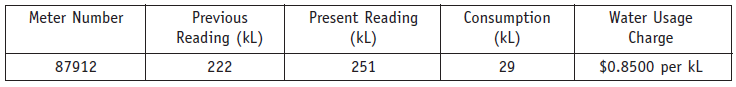 Meter Number Previous Present Reading Consumption Water Usage
Reading (kL) (kL) (kL) Charge
87912 222 251 29 $0.8500 per kL